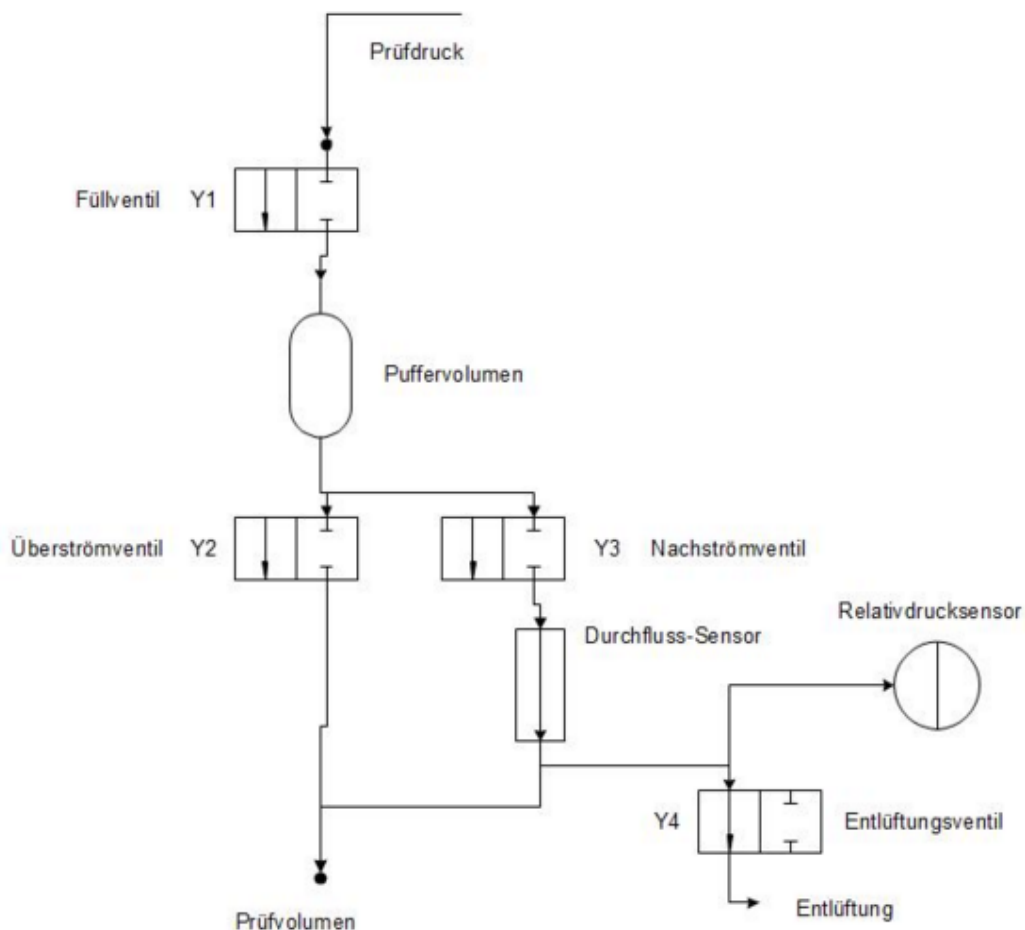 Prüfdruck
Füllventil Y1
Puffervolumen
Überströmventil Y2
Y3 Nachströmventil
Relativdrucksensor
Durchfluss-Sensor
Y4 Entlüftungsventil
Entlüftung
Prüfvolumen